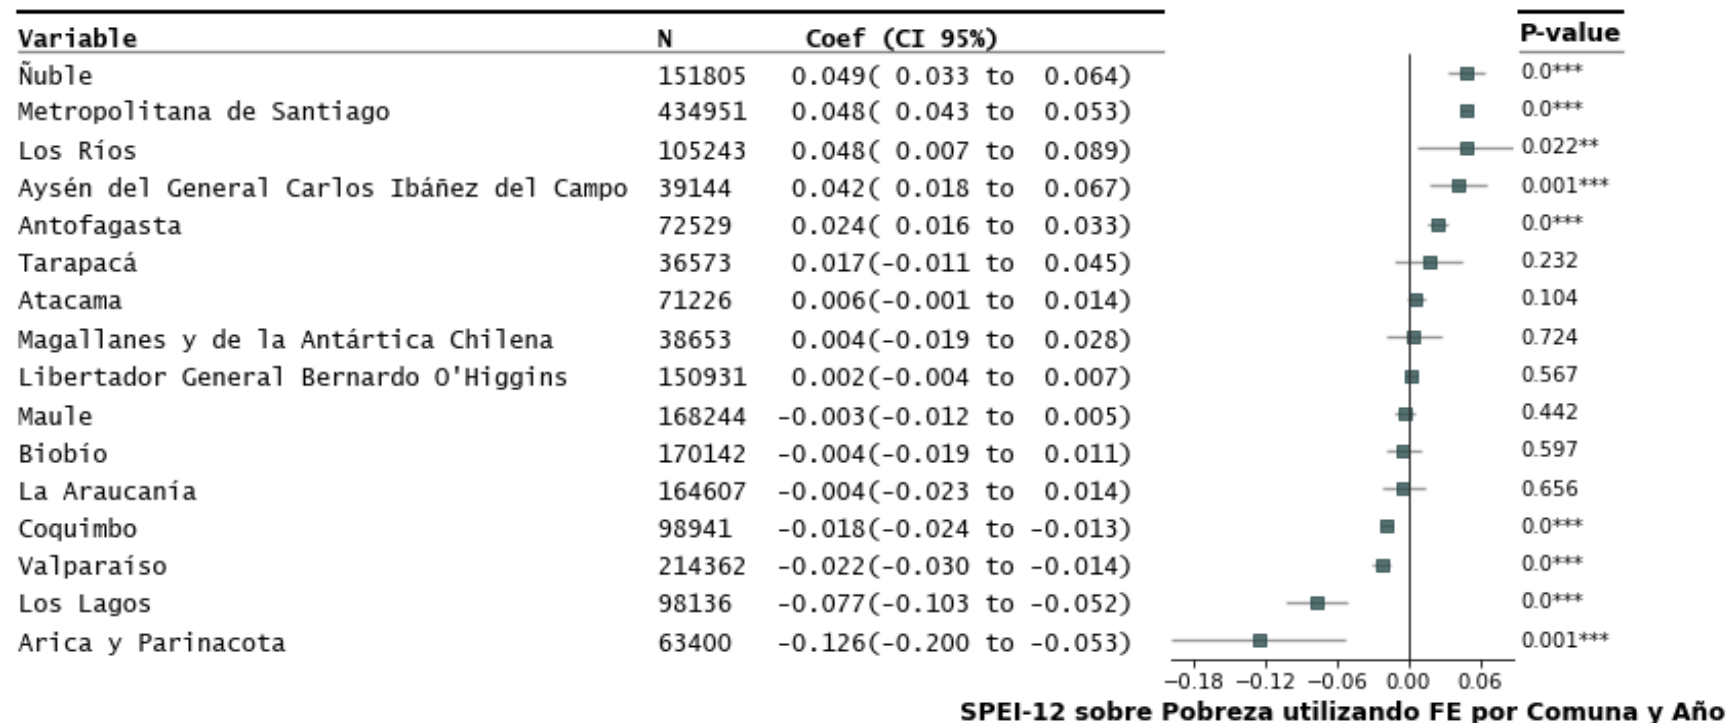 Variable N Coef (CI 95%) P-value
Ñuble 151805 0.049( 0.033 to 0.064) 0.0***
Metropolitana de Santiago 434951 0.048( 0.043 to 0.053) 0.0***
Los Ríos 105243 0.048( 0.007 to 0.089) 0.022**
Aysén del General Carlos Ibáñez del Campo 39144 0.042( 0.018 to 0.067) 0.001***
Antofagasta 72529 0.024( 0.016 to 0.033) 0.0***
Tarapacá 36573 0.017(-0.011 to 0.045) 0.232
Atacama 71226 0.006(-0.001 to 0.014) 0.104
Magallanes y de la Antártica Chilena 38653 0.004(-0.019 to 0.028) 0.724
Libertador General Bernardo O'Higgins 150931 0.002(-0.004 to 0.007) 0.567
Maule 168244 -0.003(-0.012 to 0.005) 0.442
Biobío 170142 -0.004(-0.019 to 0.011) 0.597
La Araucanía 164607 -0.004(-0.023 to 0.014) 0.656
Coquimbo 98941 -0.018(-0.024 to -0.013) 0.0***
Valparaíso 214362 -0.022(-0.030 to -0.014) 0.0***
Los Lagos 98136 -0.077(-0.103 to -0.052) 0.0***
Arica y Parinacota 63400 -0.126(-0.200 to -0.053) 0.001***
−0.18 −0.12 −0.06 0.00 0.06
SPEI-12 sobre Pobreza utilizando FE por Comuna y Año